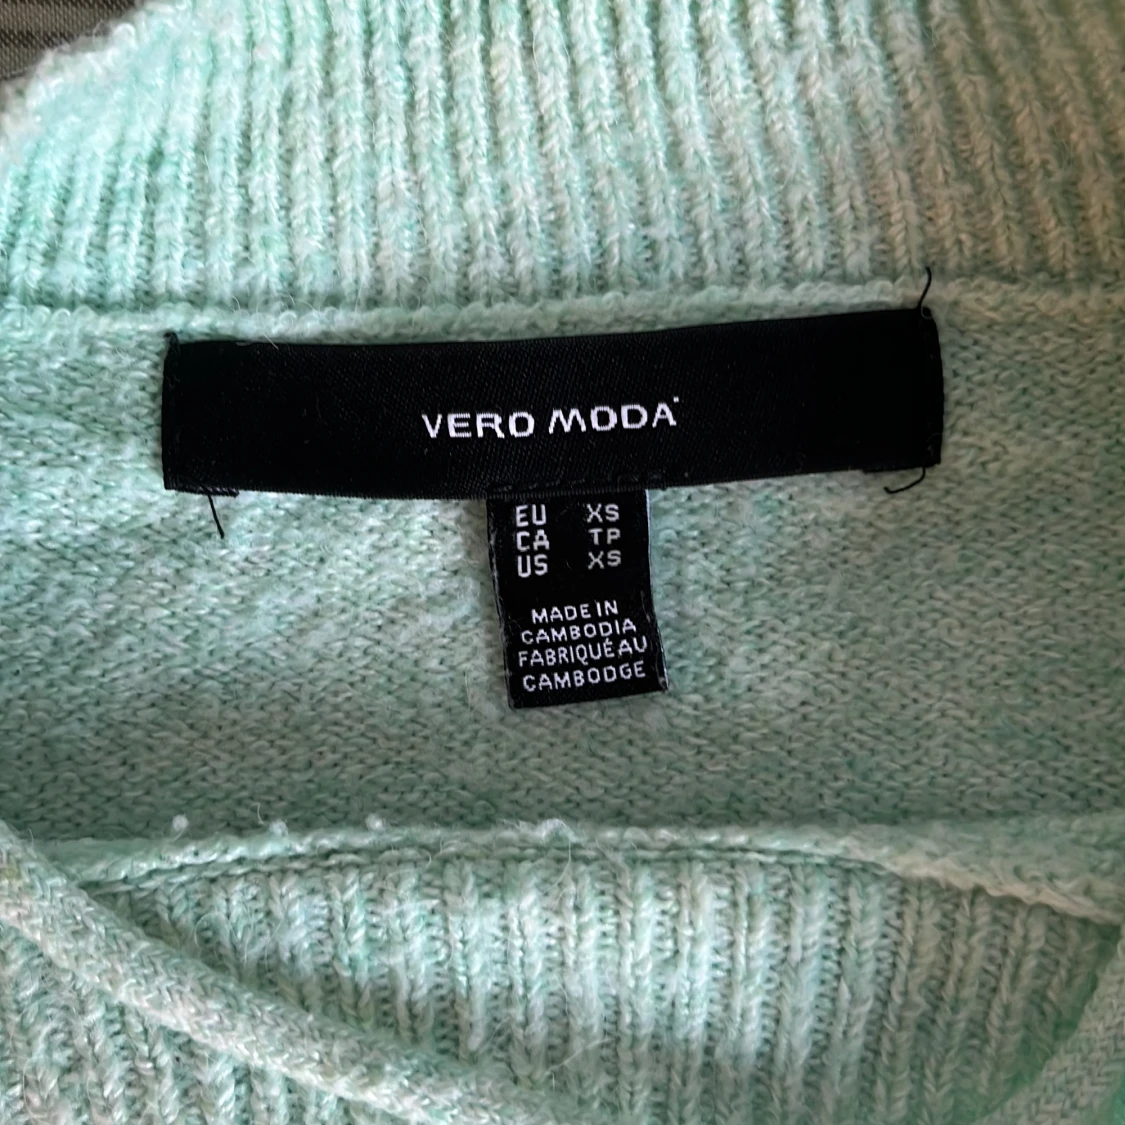 VERO MODA
EU XS
CA TP
US XS
MADE IN
CAMBODIA
FABRIQUÉ AU
CAMBODGE